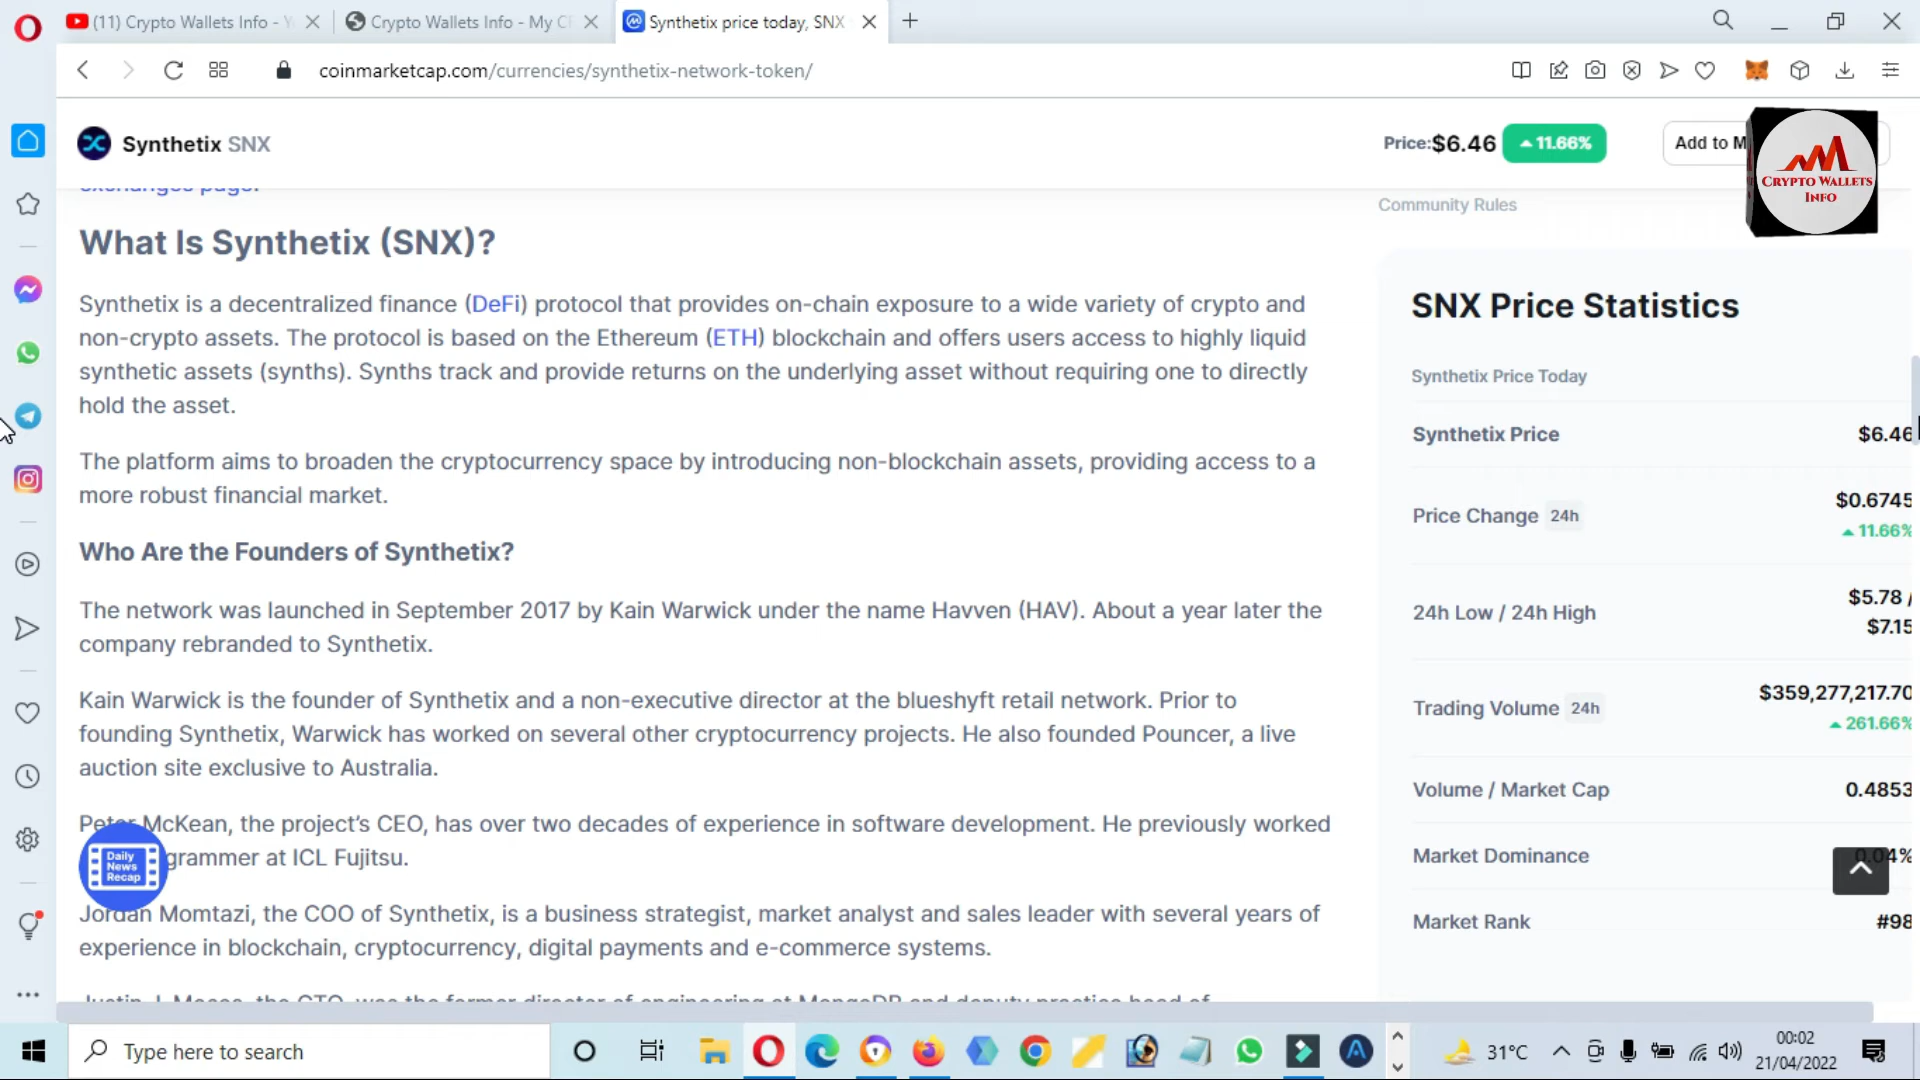 (11) Crypto Wallets Info - Y
Crypto Wallets Info - My C
Synthetix price today, SNX
coinmarketcap.com/currencies/synthetix-network-token/
Synthetix SNX
Price:$6.46
11.66%
Add to M
CRYPTO WALLETS
INFO
exchanges page.
Community Rules
What Is Synthetix (SNX)?
Synthetix is a decentralized finance (DeFi) protocol that provides on-chain exposure to a wide variety of crypto and
non-crypto assets. The protocol is based on the Ethereum (ETH) blockchain and offers users access to highly liquid
synthetic assets (synths). Synths track and provide returns on the underlying asset without requiring one to directly
hold the asset.
The platform aims to broaden the cryptocurrency space by introducing non-blockchain assets, providing access to a
more robust financial market.
Who Are the Founders of Synthetix?
The network was launched in September 2017 by Kain Warwick under the name Havven (HAV). About a year later the
company rebranded to Synthetix.
Kain Warwick is the founder of Synthetix and a non-executive director at the blueshyft retail network. Prior to
founding Synthetix, Warwick has worked on several other cryptocurrency projects. He also founded Pouncer, a live
auction site exclusive to Australia.
Peter McKean, the project's CEO, has over two decades of experience in software development. He previously worked
grammer at ICL Fujitsu.
Daily
News
Recap
Jordan Momtazi, the COO of Synthetix, is a business strategist, market analyst and sales leader with several years of
experience in blockchain, cryptocurrency, digital payments and e-commerce systems.
Justin J. Moses, the CTO, was the former director of engineering at MongoDB and deputy practice head of
SNX Price Statistics
Synthetix Price Today
Synthetix Price
$6.46
Price Change 24h
$0.6745
11.66%
24h Low / 24h High
$5.78 /
$7.15
Trading Volume 24h
$359,277,217.70
261.66%
Volume / Market Cap
0.4853
Market Dominance
0.04%
Market Rank
#98
Type here to search
31°C
00:02
21/04/2022